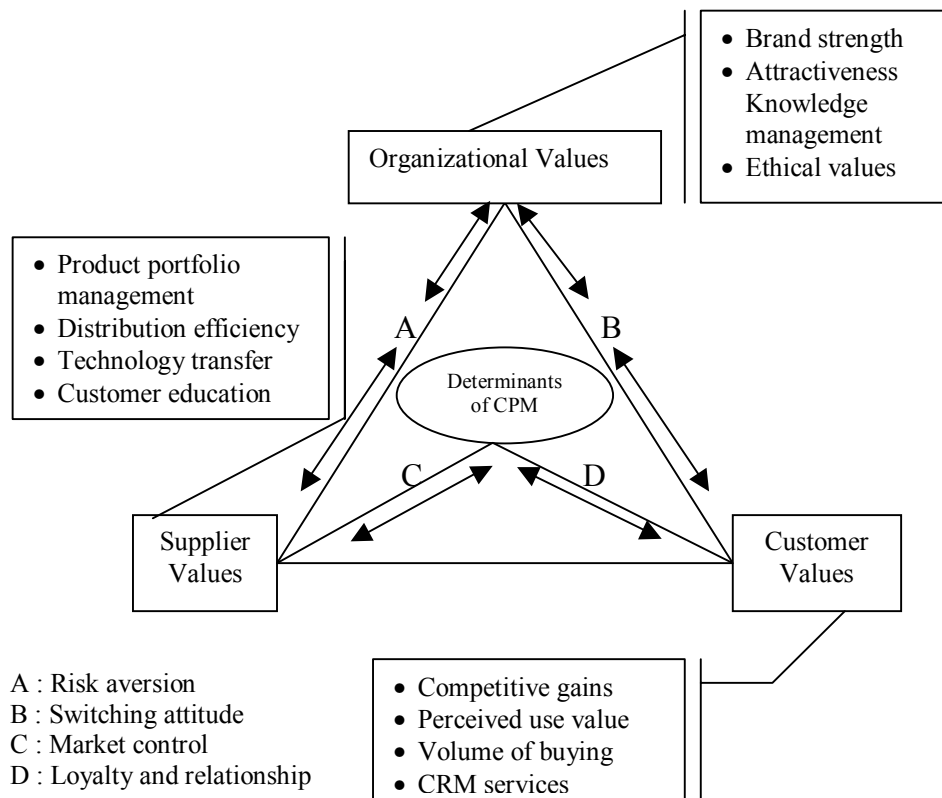 • Brand strength
• Attractiveness
Knowledge
management
• Ethical values
Organizational Values
• Product portfolio
management
• Distribution efficiency
• Technology transfer
• Customer education
A
B
Determinants
of CPM
C
D
Supplier
Values
Customer
Values
A : Risk aversion
B : Switching attitude
C : Market control
D : Loyalty and relationship
• Competitive gains
• Perceived use value
• Volume of buying
• CRM services